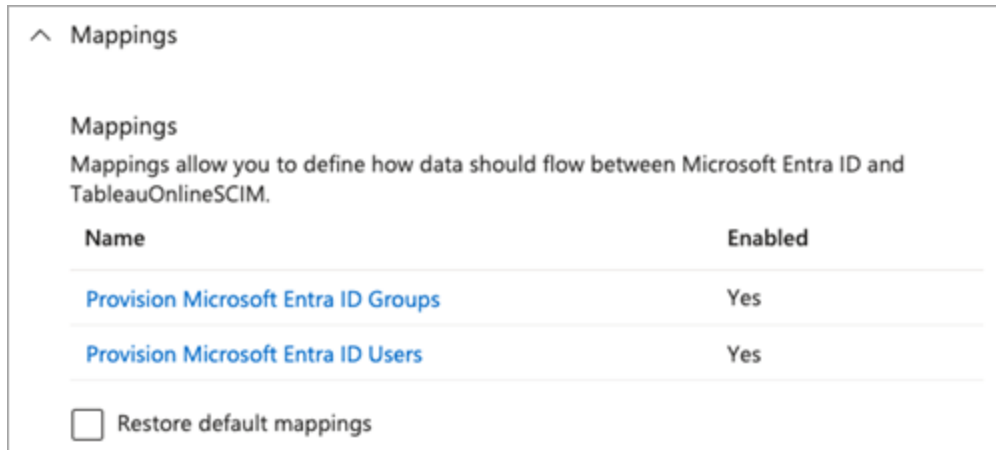 Mappings
Mappings
Mappings allow you to define how data should flow between Microsoft Entra ID and
TableauOnlineSCIM.
Name Enabled
Provision Microsoft Entra ID Groups Yes
Provision Microsoft Entra ID Users Yes
Restore default mappings